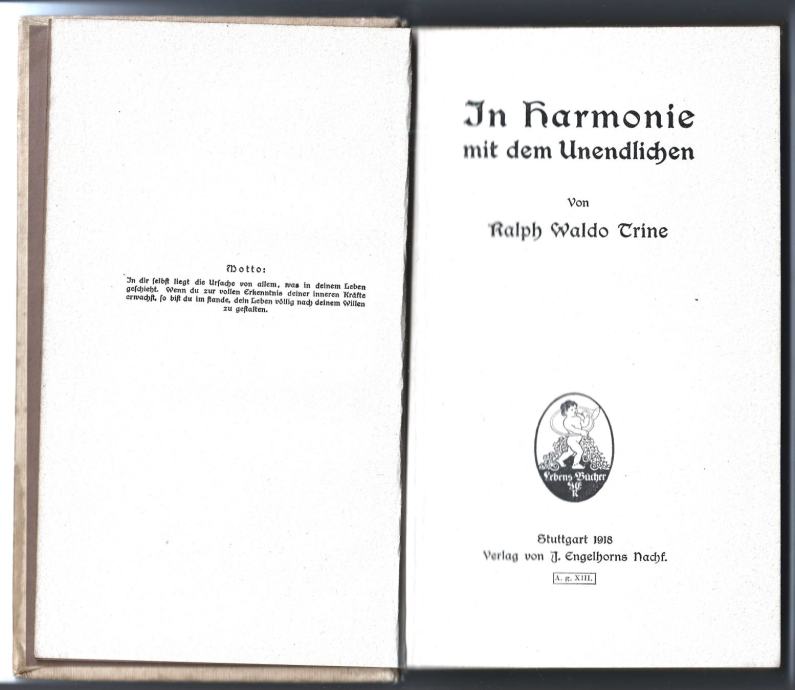 Motto:
In dir selbst liegt die Ursache von allem, was in deinem Leben
geschieht. Wenn du zur vollen Erkenntnis deiner inneren Kräfte
erwachst, so bist du im stande, dein Leben völlig nach deinem Willen
zu gestalten.
In Harmonie
mit dem Unendlichen
Von
Ralph Waldo Trine
Lebens Bücher
Stuttgart 1918
Verlag von J. Engelhorns Nachf.
A. g. XIII.